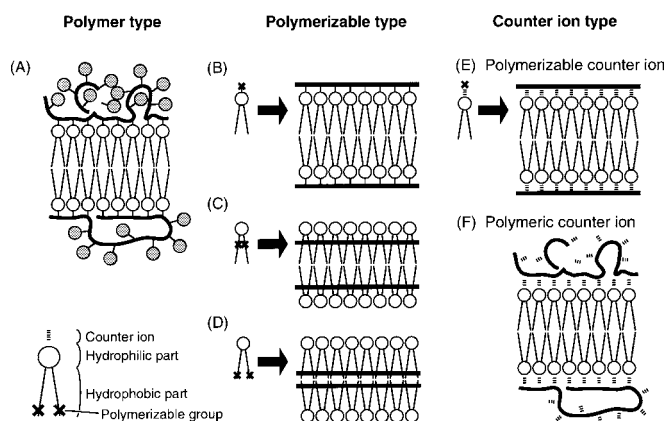 Polymer type
Polymerizable type
Counter ion type
(A)
(B)
(C)
(D)
(E) Polymerizable counter ion
(F) Polymeric counter ion
Counter ion
Hydrophilic part
Hydrophobic part
Polymerizable group